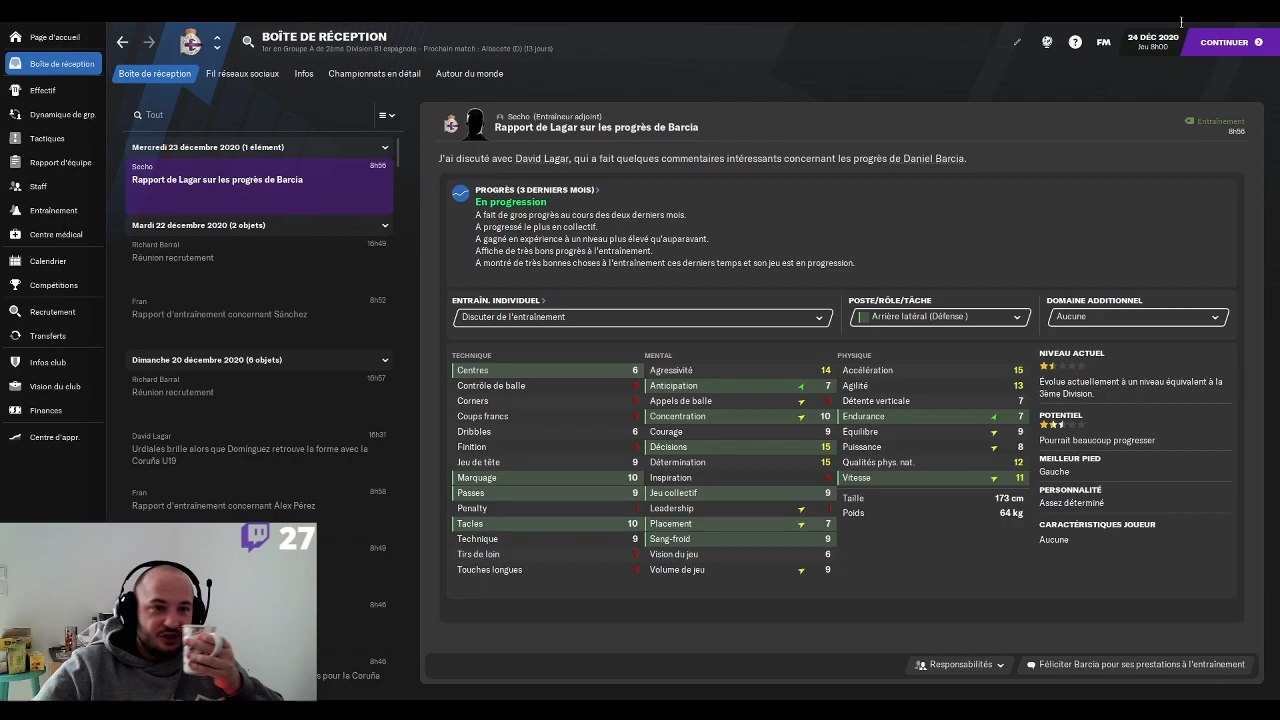 Page d'accueil
Boîte de réception
Effectif
Dynamique de grp.
Tactiques
Rapport d'équipe
Staff
Entraînement
Centre médical
Calendrier
Compétitions
Recrutement
Transferts
Infos club
Vision du club
Finances
Centre d'appr.
BOÎTE DE RÉCEPTION
1er en Groupe A de 2ème Division B1 espagnole - Prochain match : Albacete (D) (13 jours)
FM
24 DÉC 2020
Jeu 8h00
CONTINUER
Boîte de réception
Fil réseaux sociaux
Infos
Championnats en détail
Autour du monde
Tout
Mercredi 23 décembre 2020 (1 élément)
Secho 8h56
Rapport de Lagar sur les progrès de Barcia
Mardi 22 décembre 2020 (2 objets)
Richard Barral 16h49
Réunion recrutement
Fran 8h52
Rapport d'entraînement concernant Sánchez
Dimanche 20 décembre 2020 (6 objets)
Richard Barral 16h57
Réunion recrutement
David Lagar 16h31
Urdiales brille alors que Dominguez retrouve la forme avec la
Coruña U19
Fran 8h58
Rapport d'entraînement concernant Álex Pérez
8h49
8h46
8h46
s pour la Coruña
27
Secho (Entraîneur adjoint)
Rapport de Lagar sur les progrès de Barcia
Entraînement
8h56
J'ai discuté avec David Lagar, qui a fait quelques commentaires intéressants concernant les progrès de Daniel Barcia.
PROGRÈS (3 DERNIERS MOIS)
En progression
A fait de gros progrès au cours des deux derniers mois.
A progressé le plus en collectif.
A gagné en expérience à un niveau plus élevé qu'auparavant.
Affiche de très bons progrès à l'entraînement.
A montré de très bonnes choses à l'entraînement ces derniers temps et son jeu est en progression.
ENTRAÎN. INDIVIDUEL
Discuter de l'entraînement
POSTE/RÔLE/TÂCHE
Arrière latéral (Défense )
DOMAINE ADDITIONNEL
Aucune
TECHNIQUE
Centres 6
Contrôle de balle
Corners
Coups francs
Dribbles 6
Finition
Jeu de tête 9
Marquage 10
Passes 9
Penalty
Tacles 10
Technique 9
Tirs de loin
Touches longues
MENTAL
Agressivité 14
Anticipation 7
Appels de balle
Concentration 10
Courage 9
Décisions 15
Détermination 15
Inspiration
Jeu collectif 9
Leadership
Placement 7
Sang-froid 9
Vision du jeu 6
Volume de jeu 9
PHYSIQUE
Accélération 15
Agilité 13
Détente verticale 7
Endurance 7
Équilibre 9
Puissance 8
Qualités phys. nat. 12
Vitesse 11
Taille 173 cm
Poids 64 kg
NIVEAU ACTUEL
Évolue actuellement à un niveau équivalent à la
3ème Division.
POTENTIEL
Pourrait beaucoup progresser
MEILLEUR PIED
Gauche
PERSONNALITÉ
Assez déterminé
CARACTÉRISTIQUES JOUEUR
Aucune
Responsabilités
Féliciter Barcia pour ses prestations à l'entraînement